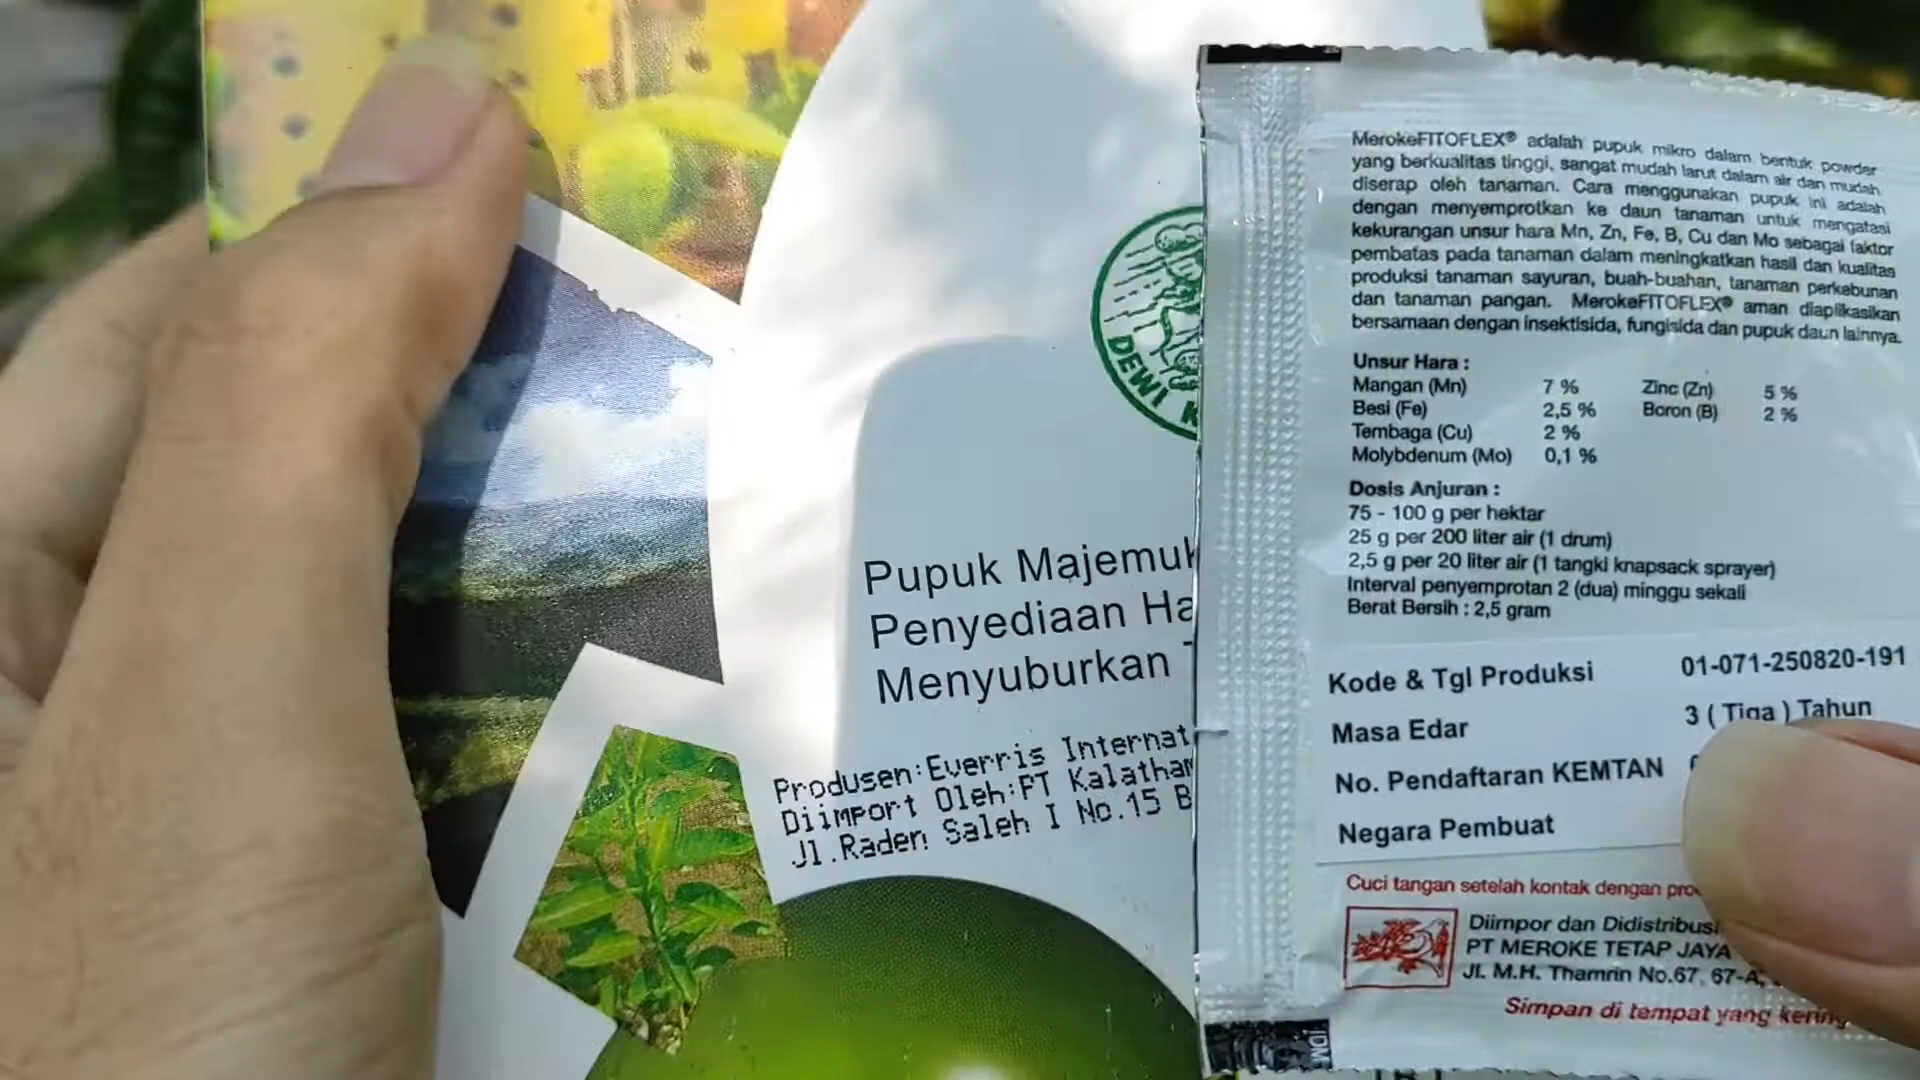 DEWI K
Pupuk Majemuk
Penyediaan Ha
Menyuburkan
Produsen:Everris Internat
Diimport Oleh:PT Kalatham
Jl.Raden Saleh I No.15 B
MerokeFITOFLEX® adalah pupuk mikro dalam bentuk powder
yang berkualitas tinggi, sangat mudah larut dalam air dan mudah
diserap oleh tanaman. Cara menggunakan pupuk ini adalah
dengan menyemprotkan ke daun tanaman untuk mengatasi
kekurangan unsur hara Mn, Zn, Fe, B, Cu dan Mo sebagai faktor
pembatas pada tanaman dalam meningkatkan hasil dan kualitas
produksi tanaman sayuran, buah-buahan, tanaman perkebunan
dan tanaman pangan. MerokeFITOFLEX® aman diaplikasikan
bersamaan dengan insektisida, fungisida dan pupuk daun lainnya.
Unsur Hara :
Mangan (Mn) 7 % Zinc (Zn) 5 %
Besi (Fe) 2,5 % Boron (B) 2 %
Tembaga (Cu) 2 %
Molybdenum (Mo) 0,1 %
Dosis Anjuran :
75 - 100 g per hektar
25 g per 200 liter air (1 drum)
2,5 g per 20 liter air (1 tangki knapsack sprayer)
Interval penyemprotan 2 (dua) minggu sekali
Berat Bersih : 2,5 gram
Kode & Tgl Produksi 01-071-250820-191
Masa Edar 3 ( Tiga ) Tahun
No. Pendaftaran KEMTAN
Negara Pembuat
Cuci tangan setelah kontak dengan pro
Diimpor dan Didistribusi
PT MEROKE TETAP JAYA
Jl. M.H. Thamrin No.67, 67-A,
Simpan di tempat yang kering